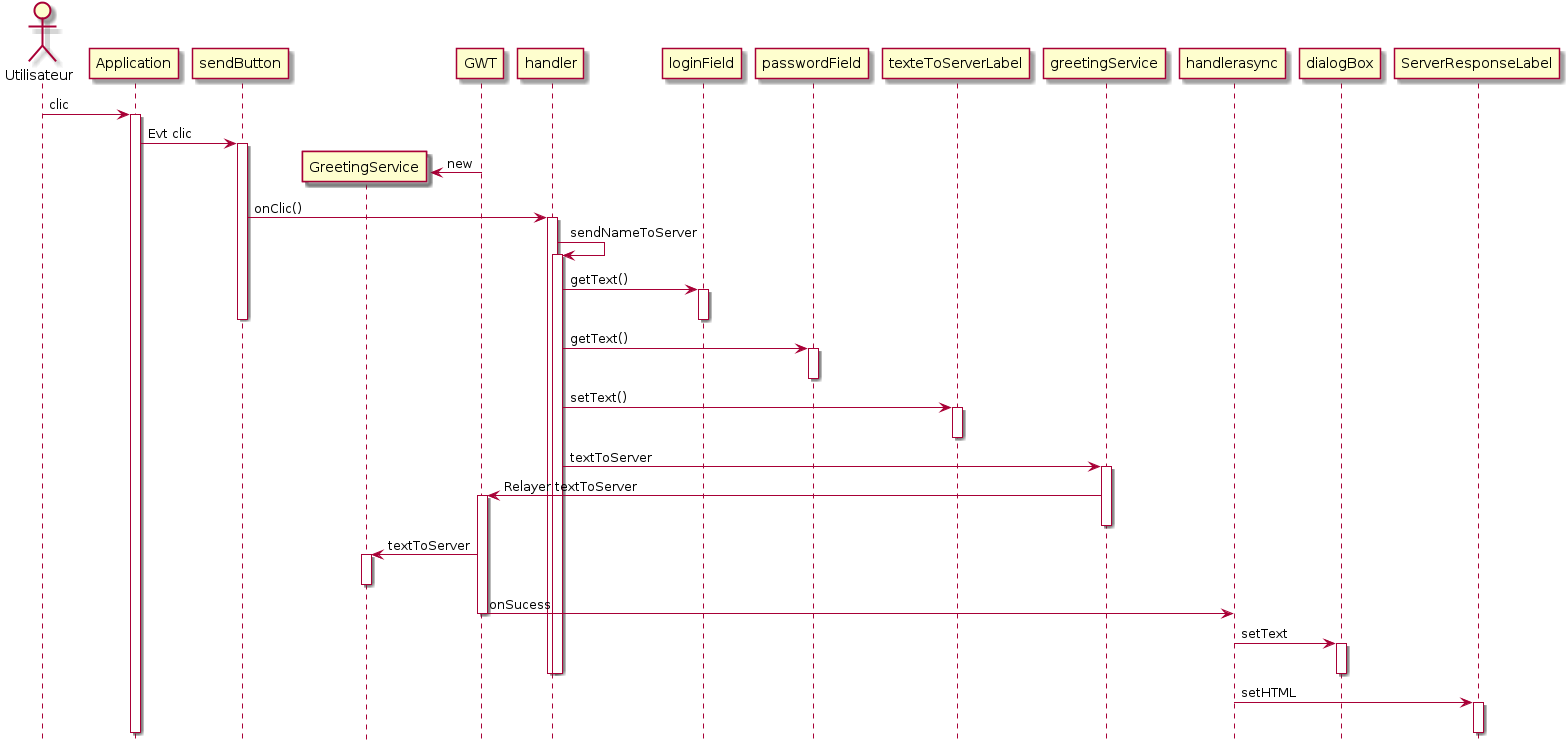 Utilisateur
Application
sendButton
GWT
handler
loginField
passwordField
texteToServerLabel
greetingService
handlerasync
dialogBox
ServerResponseLabel
clic
Evt clic
GreetingService
new
onClic()
sendNameToServer
getText()
getText()
setText()
textToServer
Relayer textToServer
textToServer
onSucess
setText
setHTML